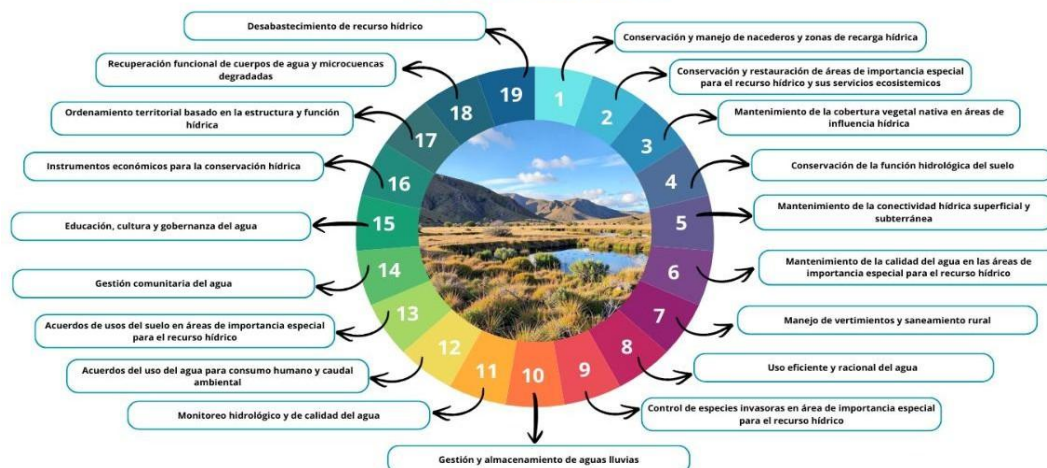 Desabastecimiento de recurso hídrico
Recuperación funcional de cuerpos de agua y microcuencas
degradadas
Ordenamiento territorial basado en la estructura y función
hídrica
Instrumentos económicos para la conservación hídrica
Educación, cultura y gobernanza del agua
Gestión comunitaria del agua
Acuerdos de usos del suelo en áreas de importancia especial
para el recurso hídrico
Acuerdos del uso del agua para consumo humano y caudal
ambiental
Monitoreo hidrológico y de calidad del agua
Gestión y almacenamiento de aguas lluvias
Conservación y manejo de nacederos y zonas de recarga hídrica
Conservación y restauración de áreas de importancia especial
para el recurso hídrico y sus servicios ecosistemicos
Mantenimiento de la cobertura vegetal nativa en áreas de
influencia hídrica
Conservación de la función hidrológica del suelo
Mantenimiento de la conectividad hídrica superficial y
subterránea
Mantenimiento de la calidad del agua en las áreas de
importancia especial para el recurso hídrico
Manejo de vertimientos y saneamiento rural
Uso eficiente y racional del agua
Control de especies invasoras en área de importancia especial
para el recurso hídrico
1
2
3
4
5
6
7
8
9
10
11
12
13
14
15
16
17
18
19